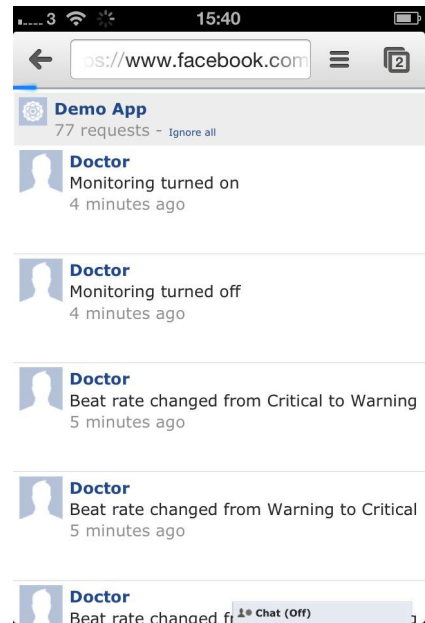 3 15:40
os://www.facebook.com
2
Demo App
77 requests - Ignore all
Doctor
Monitoring turned on
4 minutes ago
Doctor
Monitoring turned off
4 minutes ago
Doctor
Beat rate changed from Critical to Warning
5 minutes ago
Doctor
Beat rate changed from Warning to Critical
5 minutes ago
Doctor
Beat rate changed
Chat (Off)